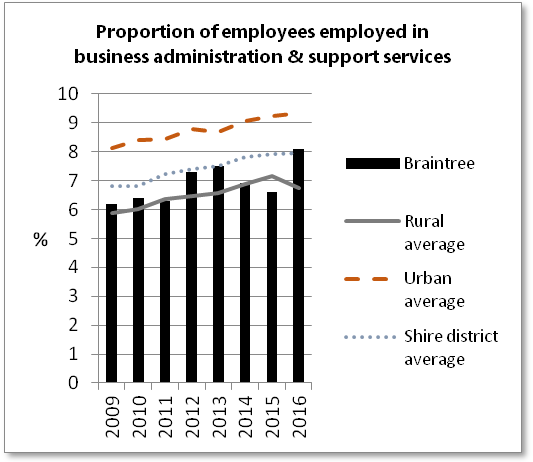 Proportion of employees employed in
business administration & support services
10
9
8
7
6
5
4
3
2
1
0
%
2009
2010
2011
2012
2013
2014
2015
2016
Braintree
Rural
average
Urban
average
Shire district
average